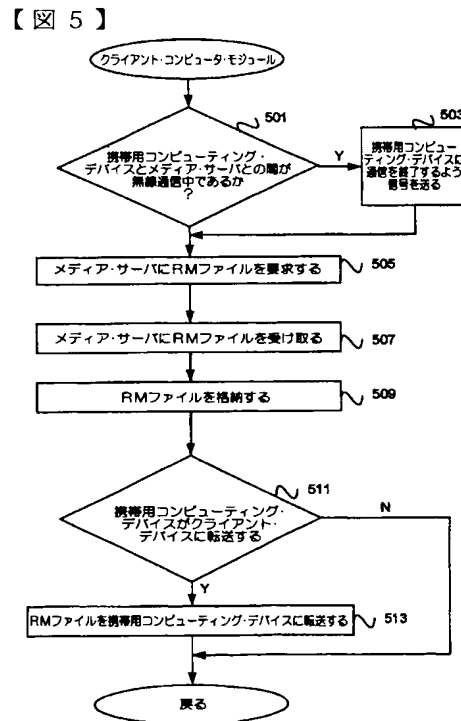 【図5】
クライアント・コンピュータ・モジュール
501
携帯用コンピューティング・
デバイスとメディア・サーバとの間が
無線通信中であるか
?
Y
503
携帯用コンピュー
ティング・デバイスに
通信を終了するよう
信号を送る
メディア・サーバにRMファイルを要求する
505
メディア・サーバにRMファイルを受け取る
507
RMファイルを格納する
509
511
携帯用コンピューティング・
デバイスがクライアント・
デバイスに転送する
N
Y
RMファイルを携帯用コンピューティング・デバイスに転送する
513
戻る